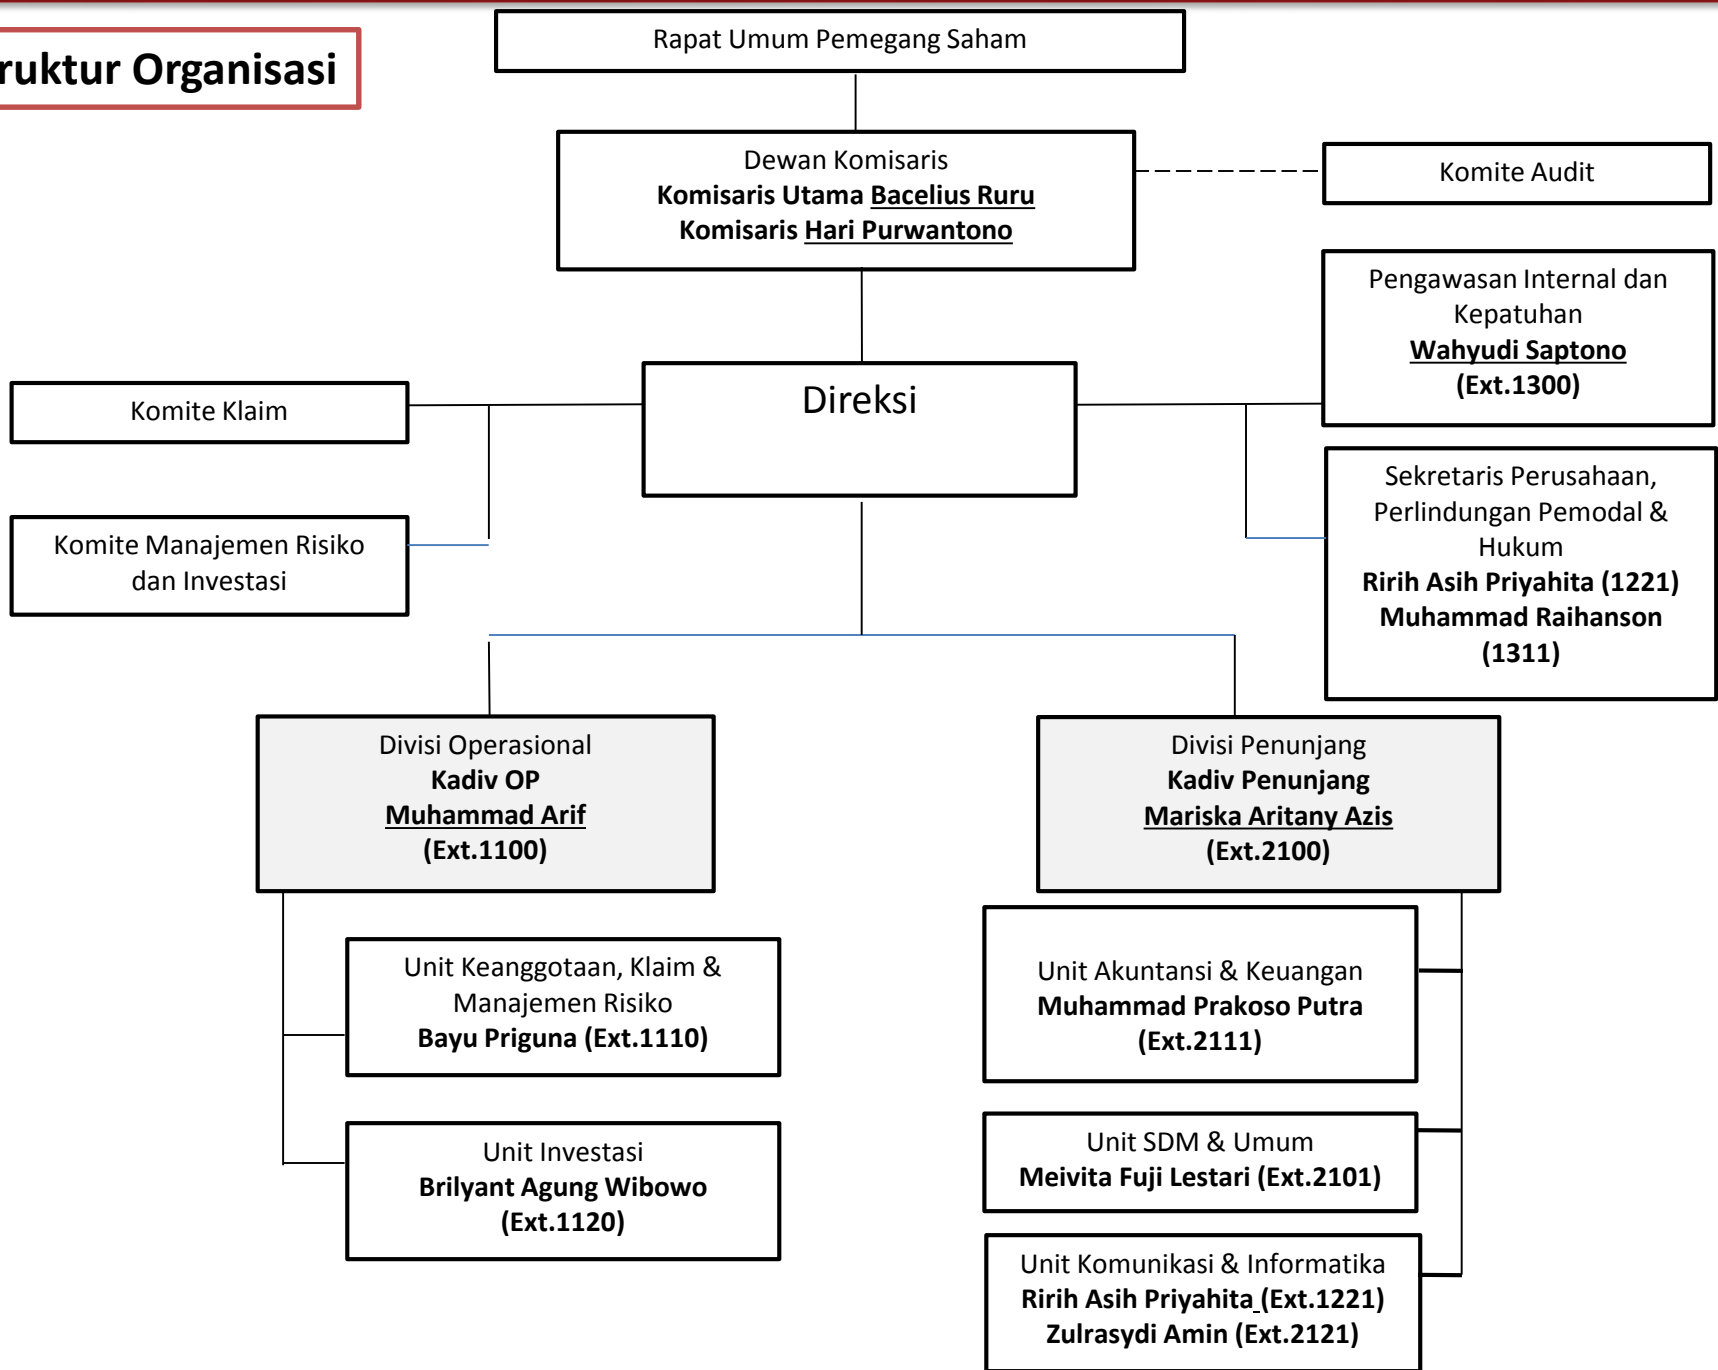 ruktur Organisasi
Rapat Umum Pemegang Saham
Dewan Komisaris
Komisaris Utama Bacelius Ruru
Komisaris Hari Purwantono
Komite Audit
Pengawasan Internal dan
Kepatuhan
Wahyudi Saptono
(Ext.1300)
Direksi
Komite Klaim
Komite Manajemen Risiko
dan Investasi
Sekretaris Perusahaan,
Perlindungan Pemodal &
Hukum
Ririh Asih Priyahita (1221)
Muhammad Raihanson
(1311)
Divisi Operasional
Kadiv OP
Muhammad Arif
(Ext.1100)
Divisi Penunjang
Kadiv Penunjang
Mariska Aritany Azis
(Ext.2100)
Unit Keanggotaan, Klaim &
Manajemen Risiko
Bayu Priguna (Ext.1110)
Unit Investasi
Brilyant Agung Wibowo
(Ext.1120)
Unit Akuntansi & Keuangan
Muhammad Prakoso Putra
(Ext.2111)
Unit SDM & Umum
Meivita Fuji Lestari (Ext.2101)
Unit Komunikasi & Informatika
Ririh Asih Priyahita (Ext.1221)
Zulrasydi Amin (Ext.2121)